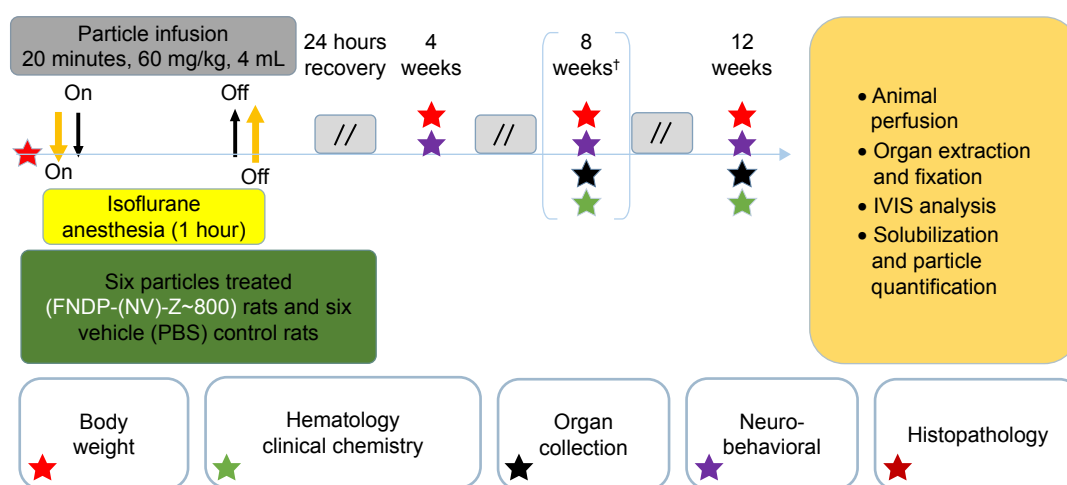 Particle infusion
20 minutes, 60 mg/kg, 4 mL
24 hours
recovery
4
weeks
8
weeks†
12
weeks
On
Off
//
//
//
On
Off
Isoflurane
anesthesia (1 hour)
Six particles treated
(FNDP-(NV)-Z~800) rats and six
vehicle (PBS) control rats
• Animal
perfusion
• Organ extraction
and fixation
• IVIS analysis
• Solubilization
and particle
quantification
Body
weight
Hematology
clinical chemistry
Organ
collection
Neuro-
behavioral
Histopathology